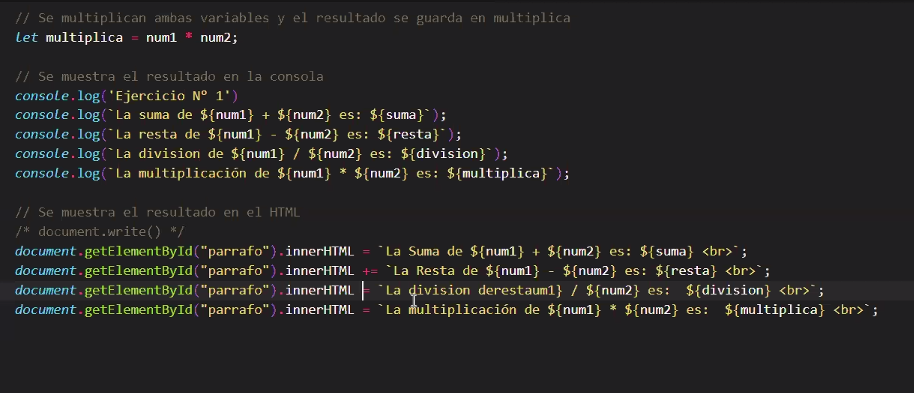 // Se multiplican ambas variables y el resultado se guarda en multiplica
let multiplica = num1 * num2;
// Se muestra el resultado en la consola
console.log('Ejercicio Nº 1')
console.log(`La suma de ${num1} + ${num2} es: ${suma}`);
console.log(`La resta de ${num1} - ${num2} es: ${resta}`);
console.log(`La division de ${num1} / ${num2} es: ${division}`);
console.log(`La multiplicación de ${num1} * ${num2} es: ${multiplica}`);
// Se muestra el resultado en el HTML
/* document.write() */
document.getElementById("parrafo").innerHTML = `La Suma de ${num1} + ${num2} es: ${suma} <br>`;
document.getElementById("parrafo").innerHTML += `La Resta de ${num1} - ${num2} es: ${resta} <br>`;
document.getElementById("parrafo").innerHTML = `La division derestaum1} / ${num2} es:  ${division} <br>`;
document.getElementById("parrafo").innerHTML = `La multiplicación de ${num1} * ${num2} es:  ${multiplica} <br>`;